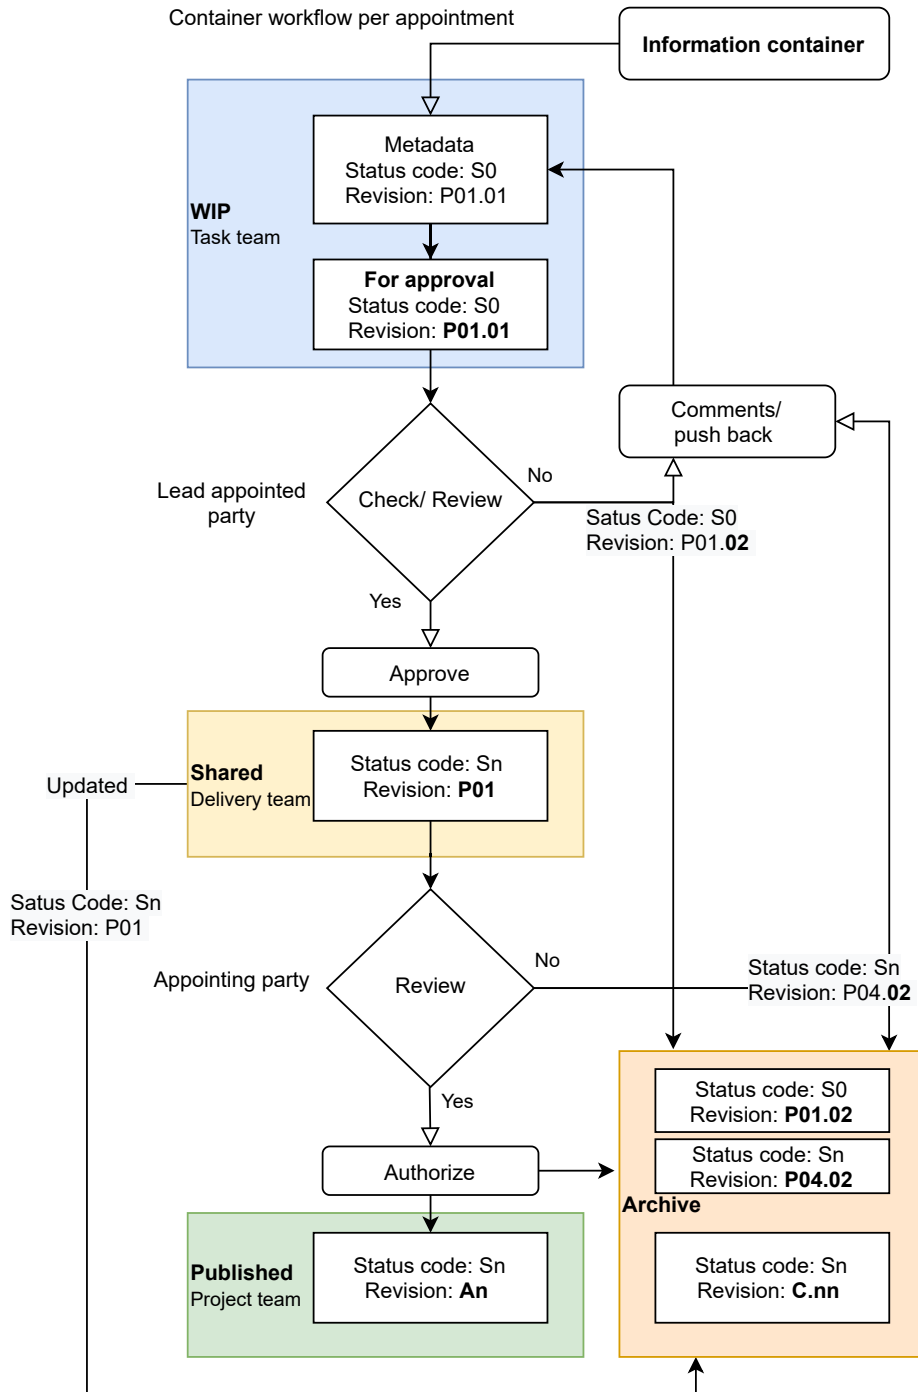 Container workflow per appointment
Information container
Metadata
Status code: S0
Revision: P01.01
WIP
Task team
For approval
Status code: S0
Revision: P01.01
Comments/
push back
No
Lead appointed
party
Check/ Review
Satus Code: S0
Revision: P01.02
Yes
Approve
Shared
Delivery team
Status code: Sn
Revision: P01
Updated
Satus Code: Sn
Revision: P01
Appointing party
Review
No
Status code: Sn
Revision: P04.02
Yes
Authorize
Status code: S0
Revision: P01.02
Status code: Sn
Revision: P04.02
Archive
Published
Project team
Status code: Sn
Revision: An
Status code: Sn
Revision: C.nn